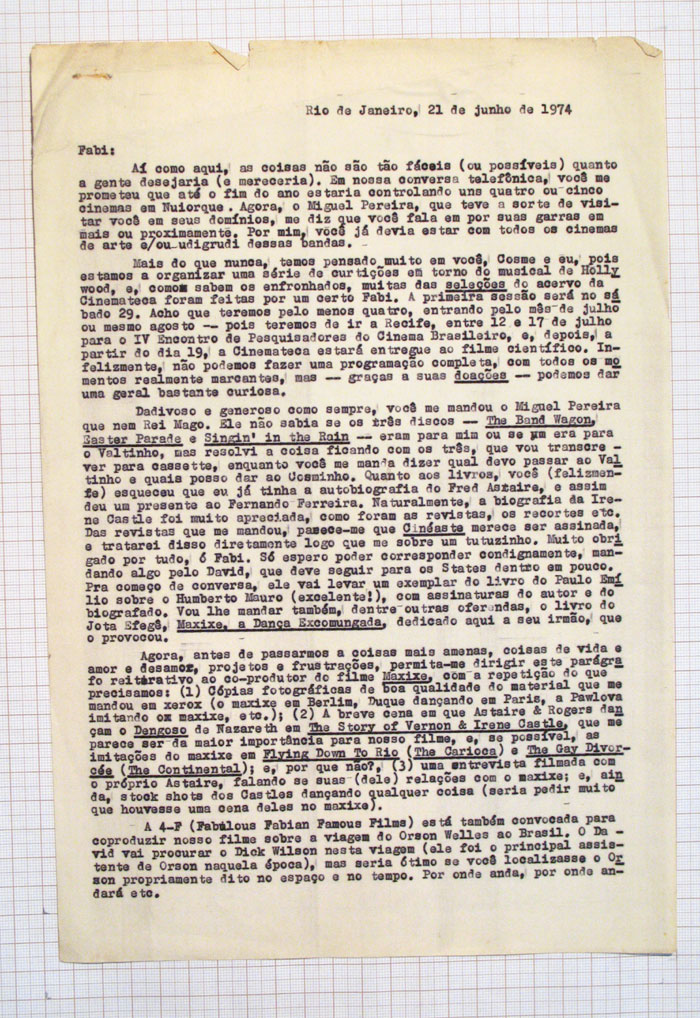 Rio de Janeiro, 21 de junho de 1974
Fabi:
Aí como aqui, as coisas não são tão fáceis (ou possíveis) quanto
a gente desejaria (e mereceria). Em nossa conversa telefônica, você me
prometeu que até o fim do ano estaria controlando uns quatro ou cinco
cinemas em Nuiorque. Agora, o Miguel Pereira, que teve a sorte de visi-
tar você em seus domínios, me diz que você fala em por suas garras em
mais ou proximamente. Por mim, você já devia estar com todos os cinemas
de arte e/ou udigrudi dessas bandas.
Mais do que nunca, temos pensado muito em você, Cosme e eu, pois
estamos a organizar uma série de curtições em torno do musical de Holly
wood, e, como sabem os enfronhados, muitas das seleções do acervo da
Cinemateca foram feitas por um certo Fabi. A primeira sessão será no sá
bado 29. Acho que teremos pelo menos quatro, entrando pelo mês de julho
ou mesmo agosto -- pois teremos de ir a Recife, entre 12 e 17 de julho
para o IV Encontro de Pesquisadores do Cinema Brasileiro, e, depois, a
partir do dia 19, a Cinemateca estará entregue ao filme científico. In-
felizmente, não podemos fazer uma programação completa, com todos os mo
mentos realmente marcantes, mas -- graças a suas doações -- podemos dar
uma geral bastante curiosa.
Dadivoso e generoso como sempre, você me mandou o Miguel Pereira
que nem Rei Mago. Ele não sabia se os três discos -- The Band Wagon,
Easter Parade e Singin' in the Rain -- eram para mim ou se um era para
o Valtinho, mas resolvi a coisa ficando com os três, que vou transcre -
ver para cassette, enquanto você me manda dizer qual devo passar ao Val
tinho e quais posso dar ao Cosminho. Quanto aos livros, você (felizmen-
te) esqueceu que eu já tinha a autobiografia do Fred Astaire, e assim
deu um presente ao Fernando Ferreira. Naturalmente, a biografia da Ire-
ne Castle foi muito apreciada, como foram as revistas, os recortes etc.
Das revistas que me mandou, parece-me que Cinéaste merece ser assinada,
e tratarei disso diretamente logo que me sobre um tutuzinho. Muito obri
gado por tudo, ó Fabi. Só espero poder corresponder condignamente, man-
dando algo pelo David, que deve seguir para os States dentro em pouco.
Pra começo de conversa, ele vai levar um exemplar do livro do Paulo Emí
lio sobre o Humberto Mauro (excelente!), com assinaturas do autor e do
biografado. Vou lhe mandar também, dentre outras oferendas, o livro do
Jota Efegê, Maxixe, a Dança Excomungada, dedicado aqui a seu irmão, que
o provocou.
Agora, antes de passarmos a coisas mais amenas, coisas de vida e
amor e desamor, projetos e frustrações, permita-me dirigir este parágra
fo reiterativo ao co-produtor do filme Maxixe, com a repetição do que
precisamos: (1) Cópias fotográficas de boa qualidade do material que me
mandou em xerox (o maxixe em Berlim, Duque dançando em Paris, a Pawlova
imitando ox maxixe, etc.); (2) A breve cena em que Astaire & Rogers dan
çam o Dengoso de Nazareth em The Story of Vernon & Irene Castle, que me
parece ser da maior importância para nosso filme, e, se possível, as
imitações do maxixe em Flying Down To Rio (The Carioca) e The Gay Divor-
cée (The Continental); e, por que não?, (3) uma entrevista filmada com
o próprio Astaire, falando se suas (dele) relações com o maxixe; e, ain
da, stock shots dos Castles dançando qualquer coisa (seria pedir muito
que houvesse uma cena deles no maxixe).
A 4-F (Fabulous Fabian Famous Films) está também convocada para
coproduzir nosso filme sobre a viagem do Orson Welles ao Brasil. O Da -
vid vai procurar o Dick Wilson nesta viagem (ele foi o principal assis-
tente de Orson naquela época), mas seria ótimo se você localizasse o Or
son propriamente dito no espaço e no tempo. Por onde anda, por onde an-
dará etc.